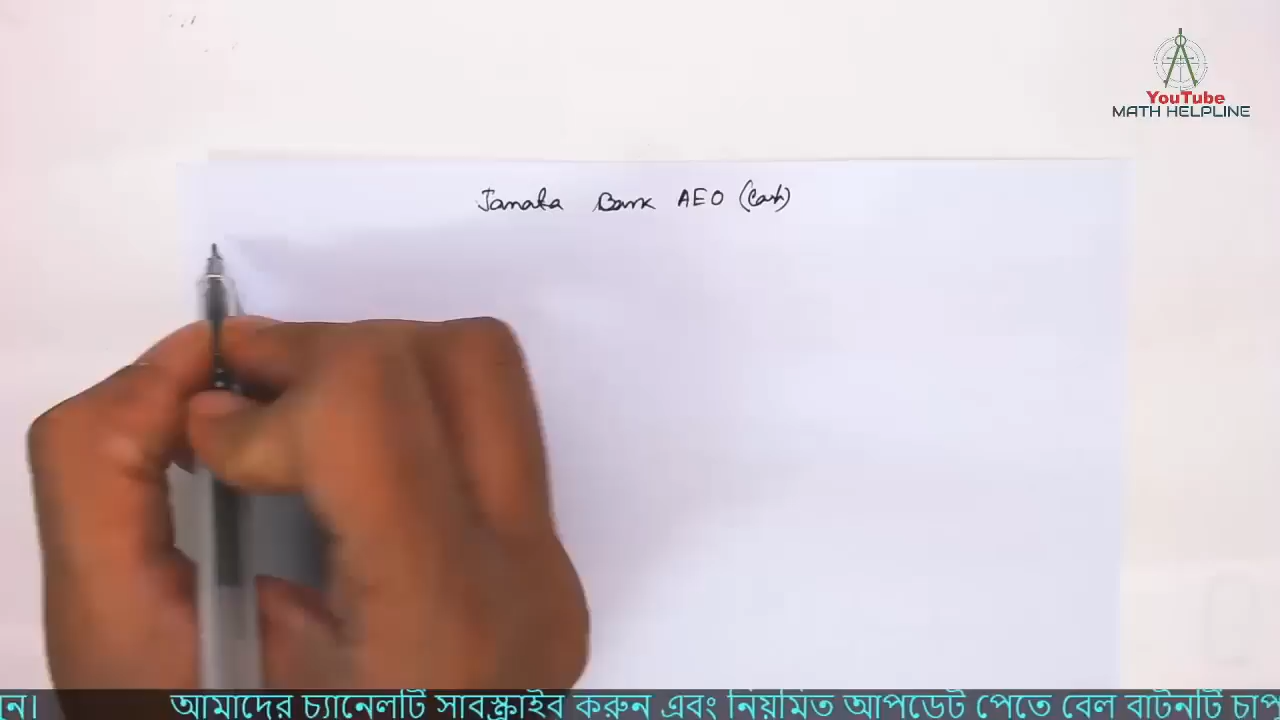 YouTube
MATH HELPLINE
Janata Bank AEO (Cash)
ন। আমাদের চ্যানেলটি সাবস্ক্রাইব করুন এবং নিয়মিত আপডেট পেতে বেল বাটনটি চাপ